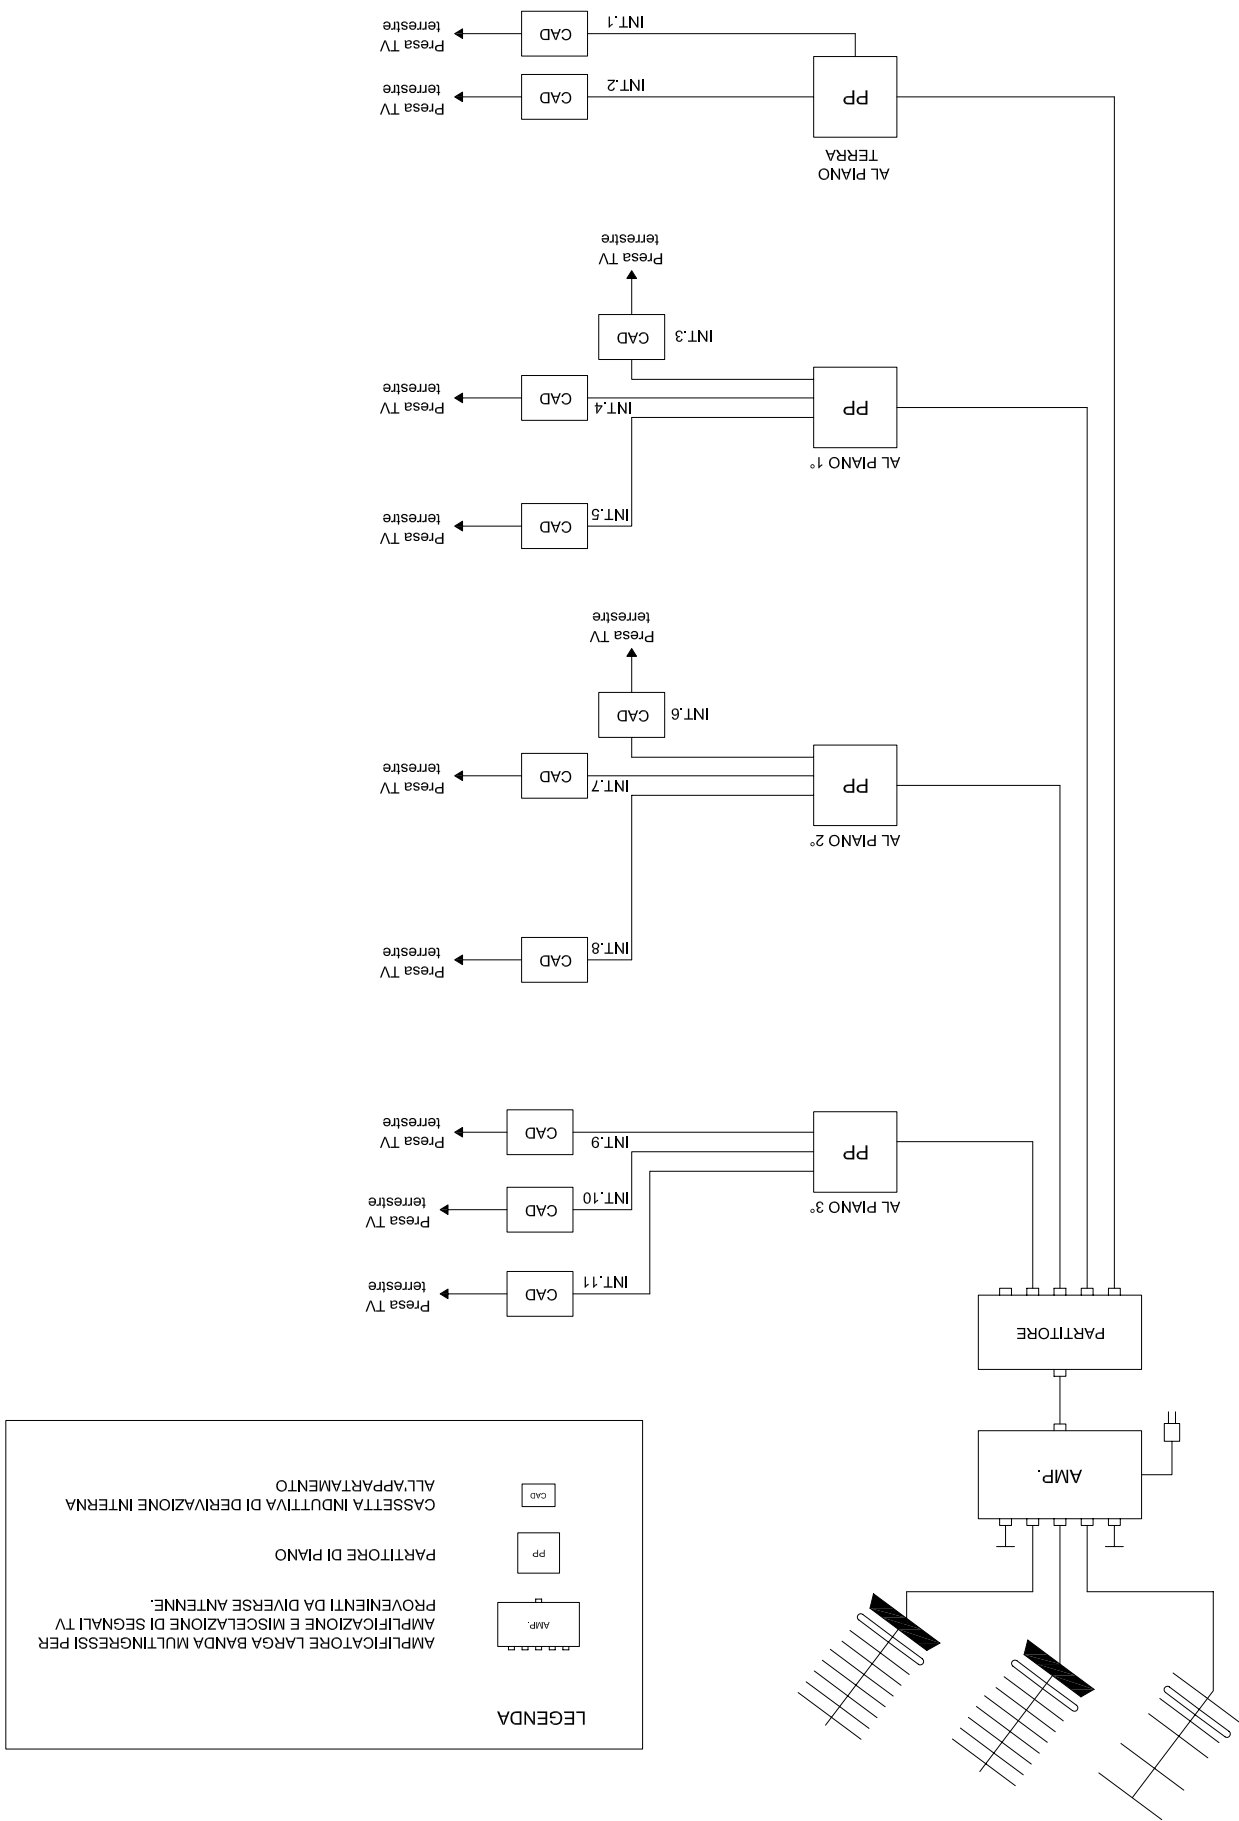 LEGENDA
AMP.
AMPLIFICATORE LARGA BANDA MULTINGRESSI PER
AMPLIFICAZIONE E MISCELAZIONE DI SEGNALI TV
PROVENIENTI DA DIVERSE ANTENNE.
PP
PARTITORE DI PIANO
CAD
CASSETTA INDUTTIVA DI DERIVAZIONE INTERNA
ALL'APPARTAMENTO
AMP.
PARTITORE
INT.11
CAD
Presa TV
terrestre
AL PIANO 3°
PP
INT.10
CAD
Presa TV
terrestre
INT.9
CAD
Presa TV
terrestre
INT.8
CAD
Presa TV
terrestre
AL PIANO 2°
PP
INT.7
CAD
Presa TV
terrestre
INT.6
CAD
Presa TV
terrestre
INT.5
CAD
Presa TV
terrestre
AL PIANO 1°
PP
INT.4
CAD
Presa TV
terrestre
INT.3
CAD
Presa TV
terrestre
AL PIANO
TERRA
PP
INT.2
CAD
Presa TV
terrestre
INT.1
CAD
Presa TV
terrestre